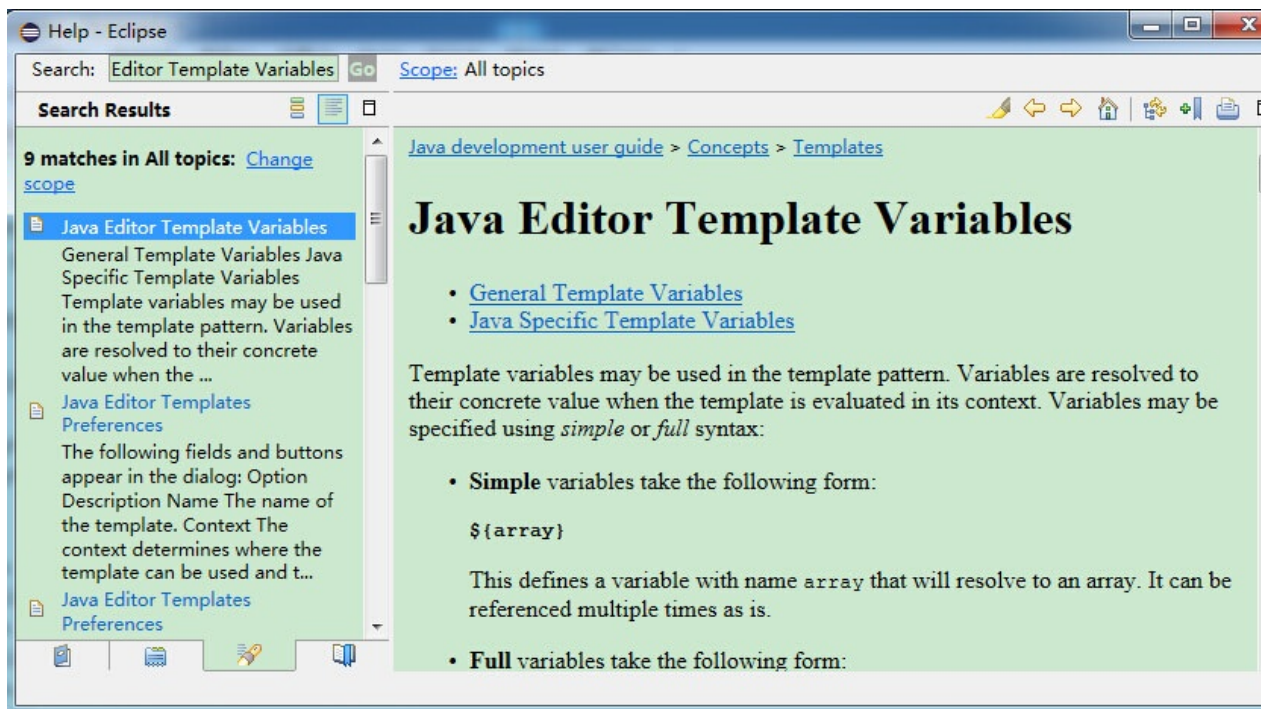 Help - Eclipse
Search: Editor Template Variables Go Scope: All topics
Search Results
9 matches in All topics: Change
scope
Java Editor Template Variables
General Template Variables Java
Specific Template Variables
Template variables may be used
in the template pattern. Variables
are resolved to their concrete
value when the ...
Java Editor Templates
Preferences
The following fields and buttons
appear in the dialog: Option
Description Name The name of
the template. Context The
context determines where the
template can be used and t...
Java Editor Templates
Preferences
Java development user guide > Concepts > Templates
Java Editor Template Variables
• General Template Variables
• Java Specific Template Variables
Template variables may be used in the template pattern. Variables are resolved to
their concrete value when the template is evaluated in its context. Variables may be
specified using simple or full syntax:
• Simple variables take the following form:
${array}
This defines a variable with name array that will resolve to an array. It can be
referenced multiple times as is.
• Full variables take the following form: